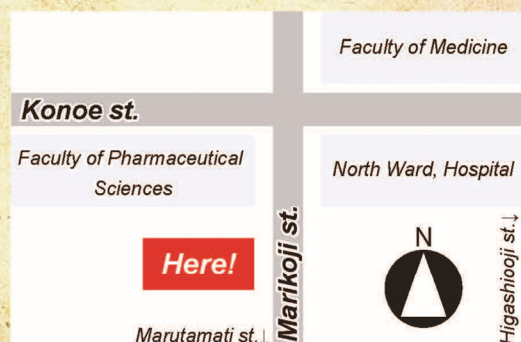 Faculty of Medicine
Konoe st.
Faculty of Pharmaceutical
Sciences
North Ward, Hospital
Here!
Marikoji st.
N
Higashiooji st.↓
Marutamati st.↓